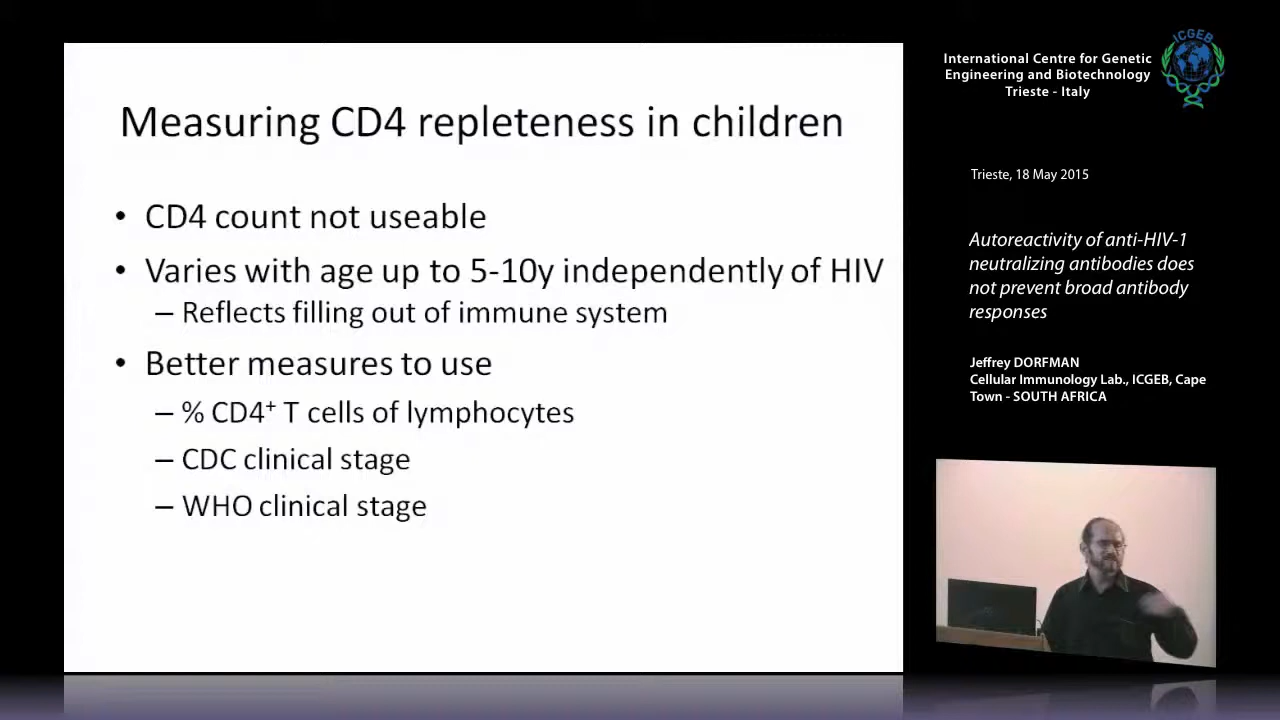 Measuring CD4 repleteness in children
• CD4 count not useable
• Varies with age up to 5-10y independently of HIV
– Reflects filling out of immune system
• Better measures to use
– % CD4⁺ T cells of lymphocytes
– CDC clinical stage
– WHO clinical stage
International Centre for Genetic
Engineering and Biotechnology
Trieste - Italy
ICGEB
Trieste, 18 May 2015
Autoreactivity of anti-HIV-1
neutralizing antibodies does
not prevent broad antibody
responses
Jeffrey DORFMAN
Cellular Immunology Lab., ICGEB, Cape
Town - SOUTH AFRICA